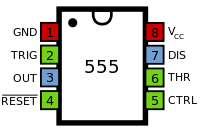 GND 1 8 VCC
TRIG 2 7 DIS
555
OUT 3 6 THR
RESET 4 5 CTRL